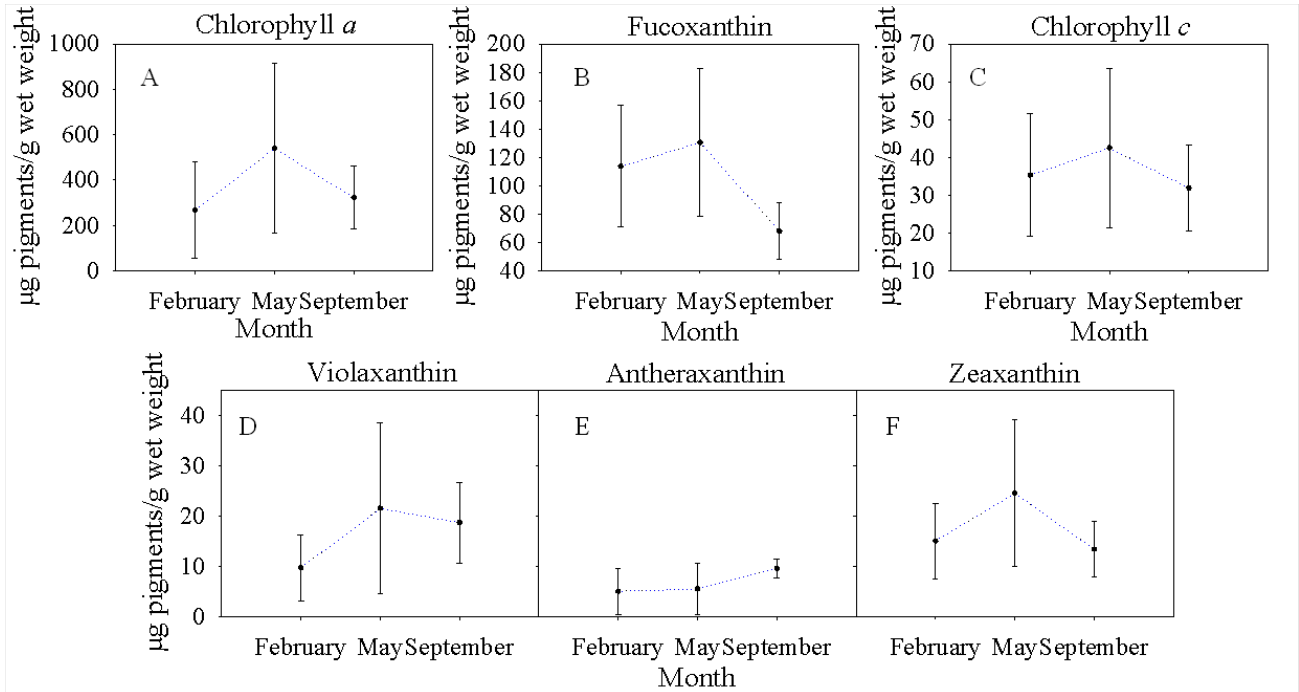 Chlorophyll a
Fucoxanthin
Chlorophyll c
µg pigments/g wet weight
1000
800
600
400
200
0
A
February May September
Month
µg pigments/g wet weight
200
180
160
140
120
100
80
60
40
B
February May September
Month
µg pigments/g wet weight
70
60
50
40
30
20
10
C
February May September
Month
Violaxanthin
Antheraxanthin
Zeaxanthin
µg pigments/g wet weight
40
30
20
10
0
D
E
F
February May September
February May September
February May September
Month